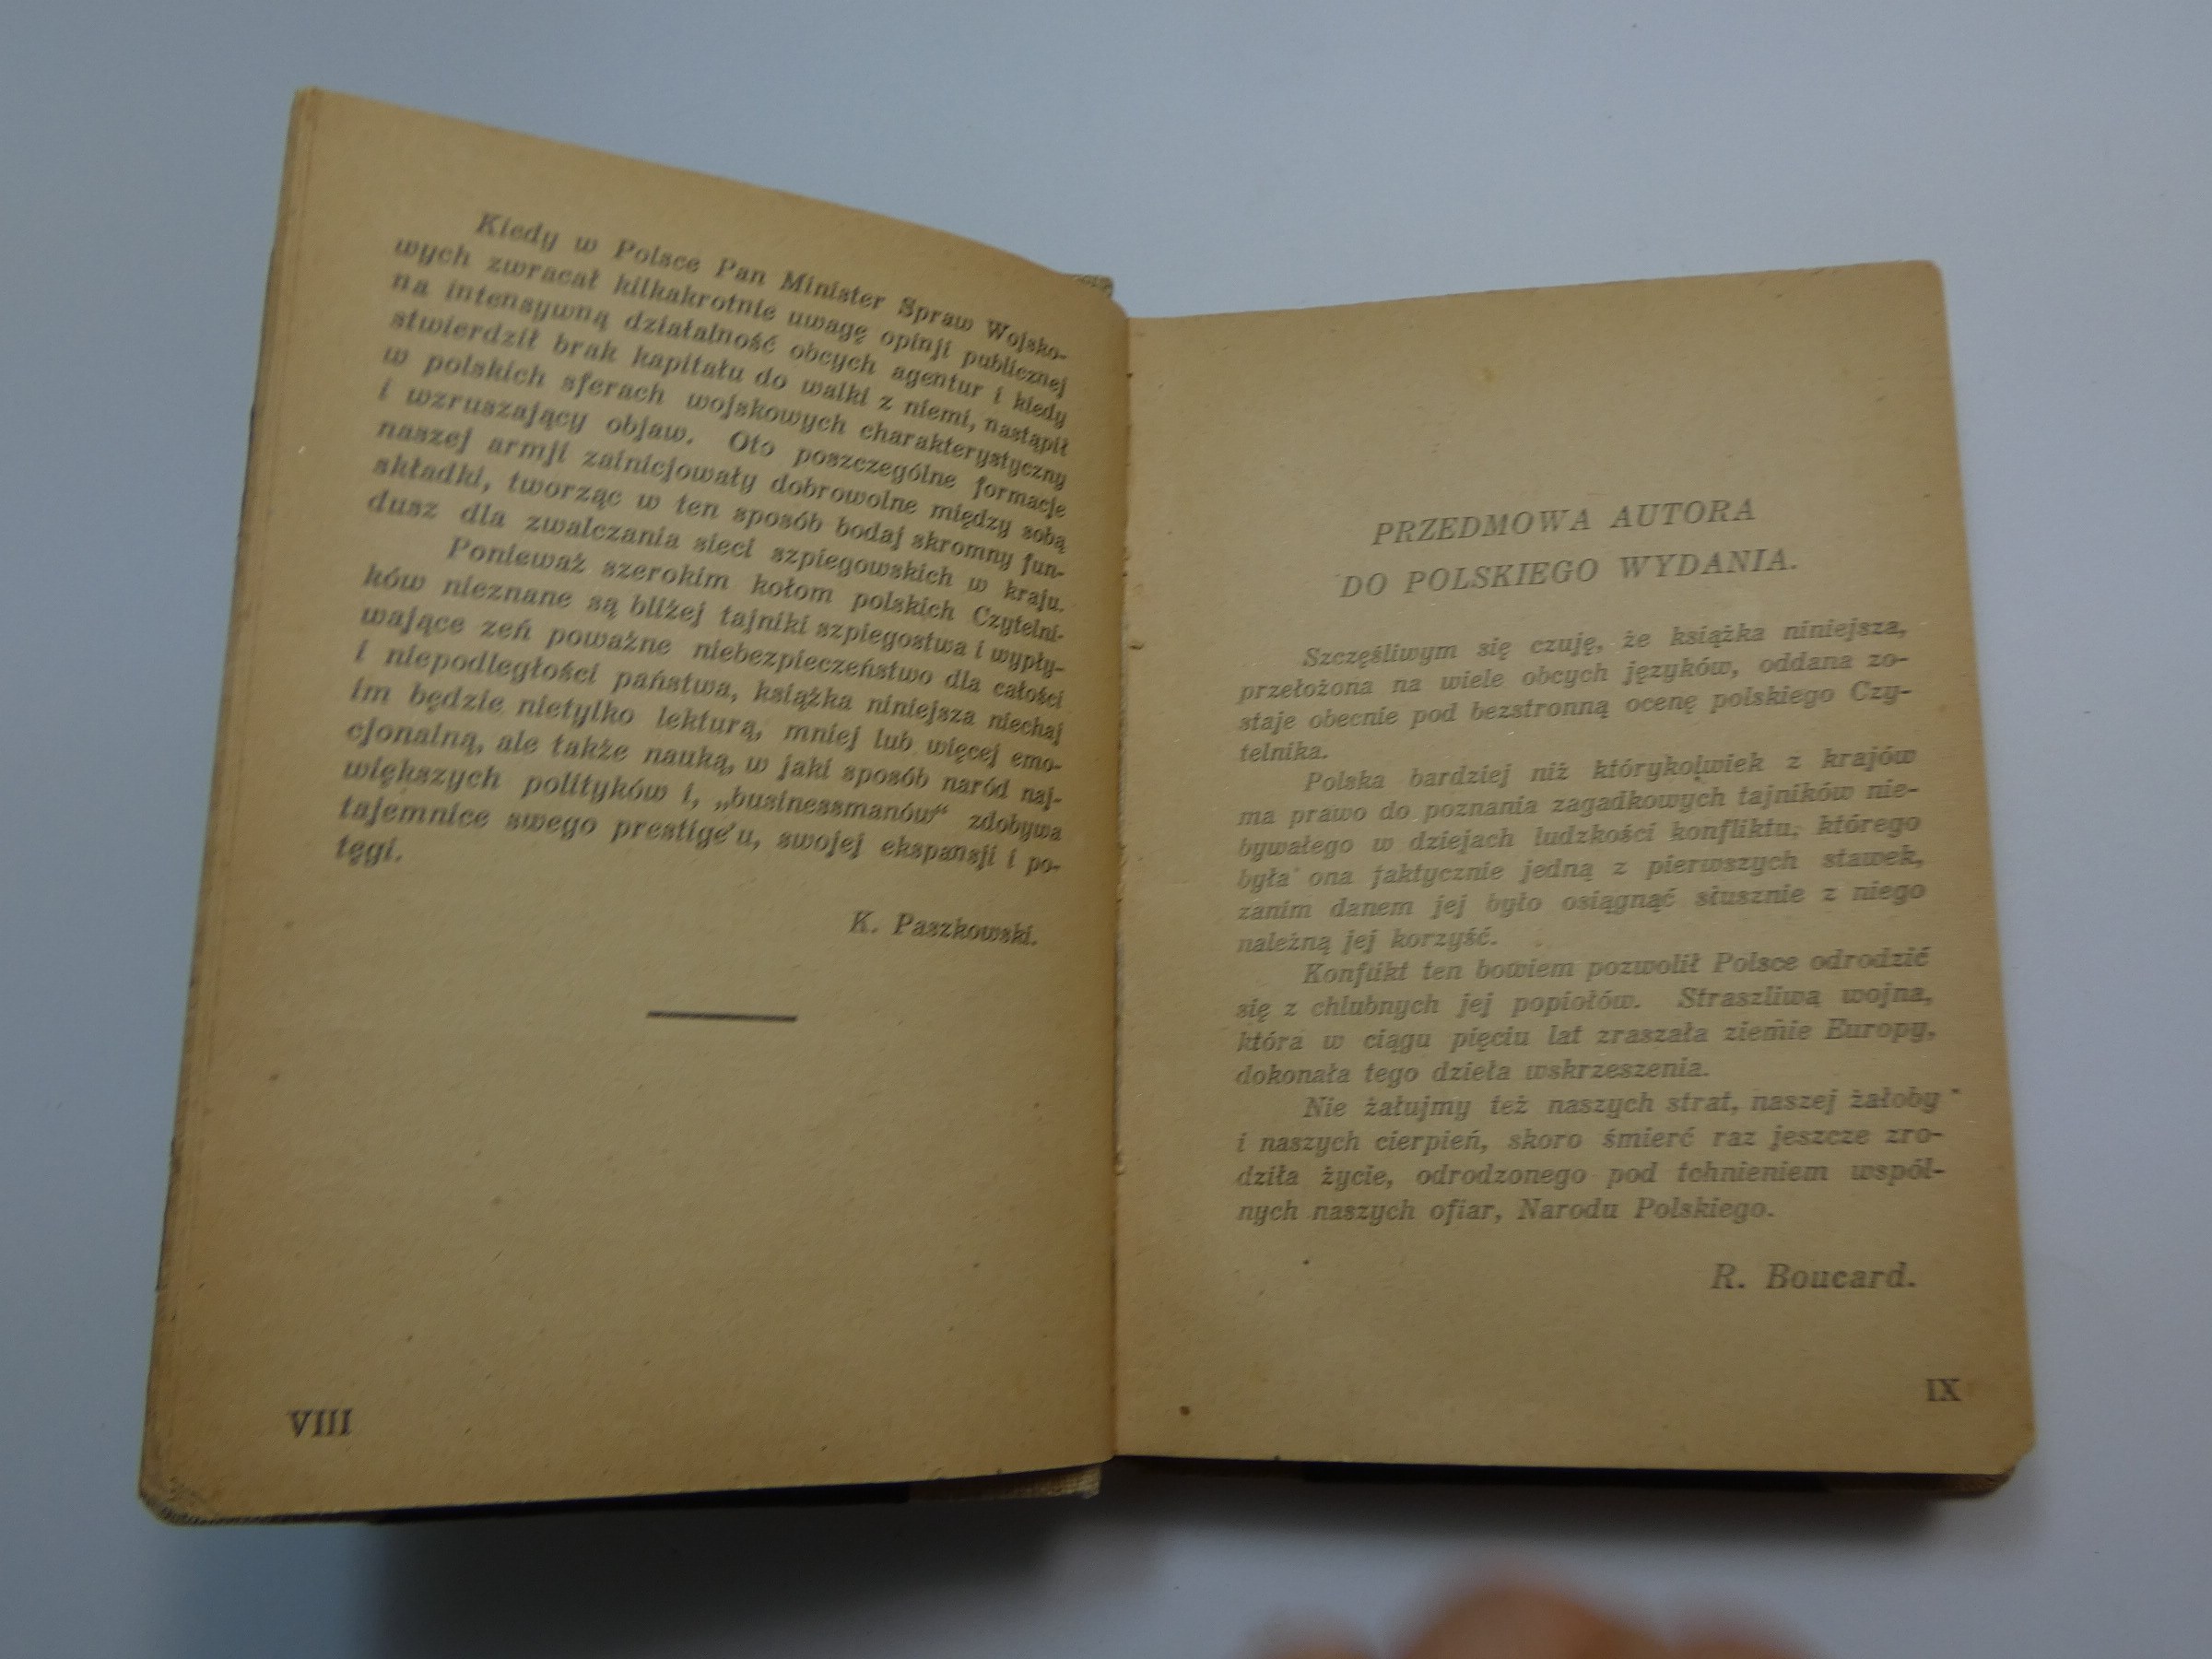 Kiedy w Polsce Pan Minister Spraw Wojsko-
wych zwracał kilkakrotnie uwagę opinji publicznej
na intensywną działalność obcych agentur i kiedy
stwierdził brak kapitału do walki z niemi, nastąpił
w polskich sferach wojskowych charakterystyczny
i wzruszający objaw. Oto poszczególne formacje
naszej armji zainicjowały dobrowolne między sobą
składki, tworząc w ten sposób bodaj skromny fun-
dusz dla zwalczania sieci szpiegowskich w kraju.
Ponieważ szerokim kołom polskich Czytelni-
ków nieznane są bliżej tajniki szpiegostwa i wypły-
wające zeń poważne niebezpieczeństwo dla całości
i niepodległości państwa, książka niniejsza niechaj
im będzie nietylko lekturą, mniej lub więcej emo-
cjonalną, ale także nauką, w jaki sposób naród naj-
większych polityków i, „businessmanów" zdobywa
tajemnice swego prestige'u, swojej ekspansji i po-
tęgi.
K. Paszkowski.
VIII
PRZEDMOWA AUTORA
DO POLSKIEGO WYDANIA.
Szczęśliwym się czuję, że książka niniejsza,
przełożona na wiele obcych języków, oddana zo-
staje obecnie pod bezstronną ocenę polskiego Czy-
telnika.
Polska bardziej niż którykolwiek z krajów
ma prawo do poznania zagadkowych tajników nie-
bywałego w dziejach ludzkości konfliktu, którego
była ona faktycznie jedną z pierwszych stawek,
zanim danem jej było osiągnąć słusznie z niego
należną jej korzyść.
Konflikt ten bowiem pozwolił Polsce odrodzić
się z chlubnych jej popiołów. Straszliwa wojna,
która w ciągu pięciu lat zraszała ziemie Europy,
dokonała tego dzieła wskrzeszenia.
Nie żałujmy też naszych strat, naszej żałoby
i naszych cierpień, skoro śmierć raz jeszcze zro-
dziła życie, odrodzonego pod tchnieniem wspól-
nych naszych ofiar, Narodu Polskiego.
R. Boucard.
IX